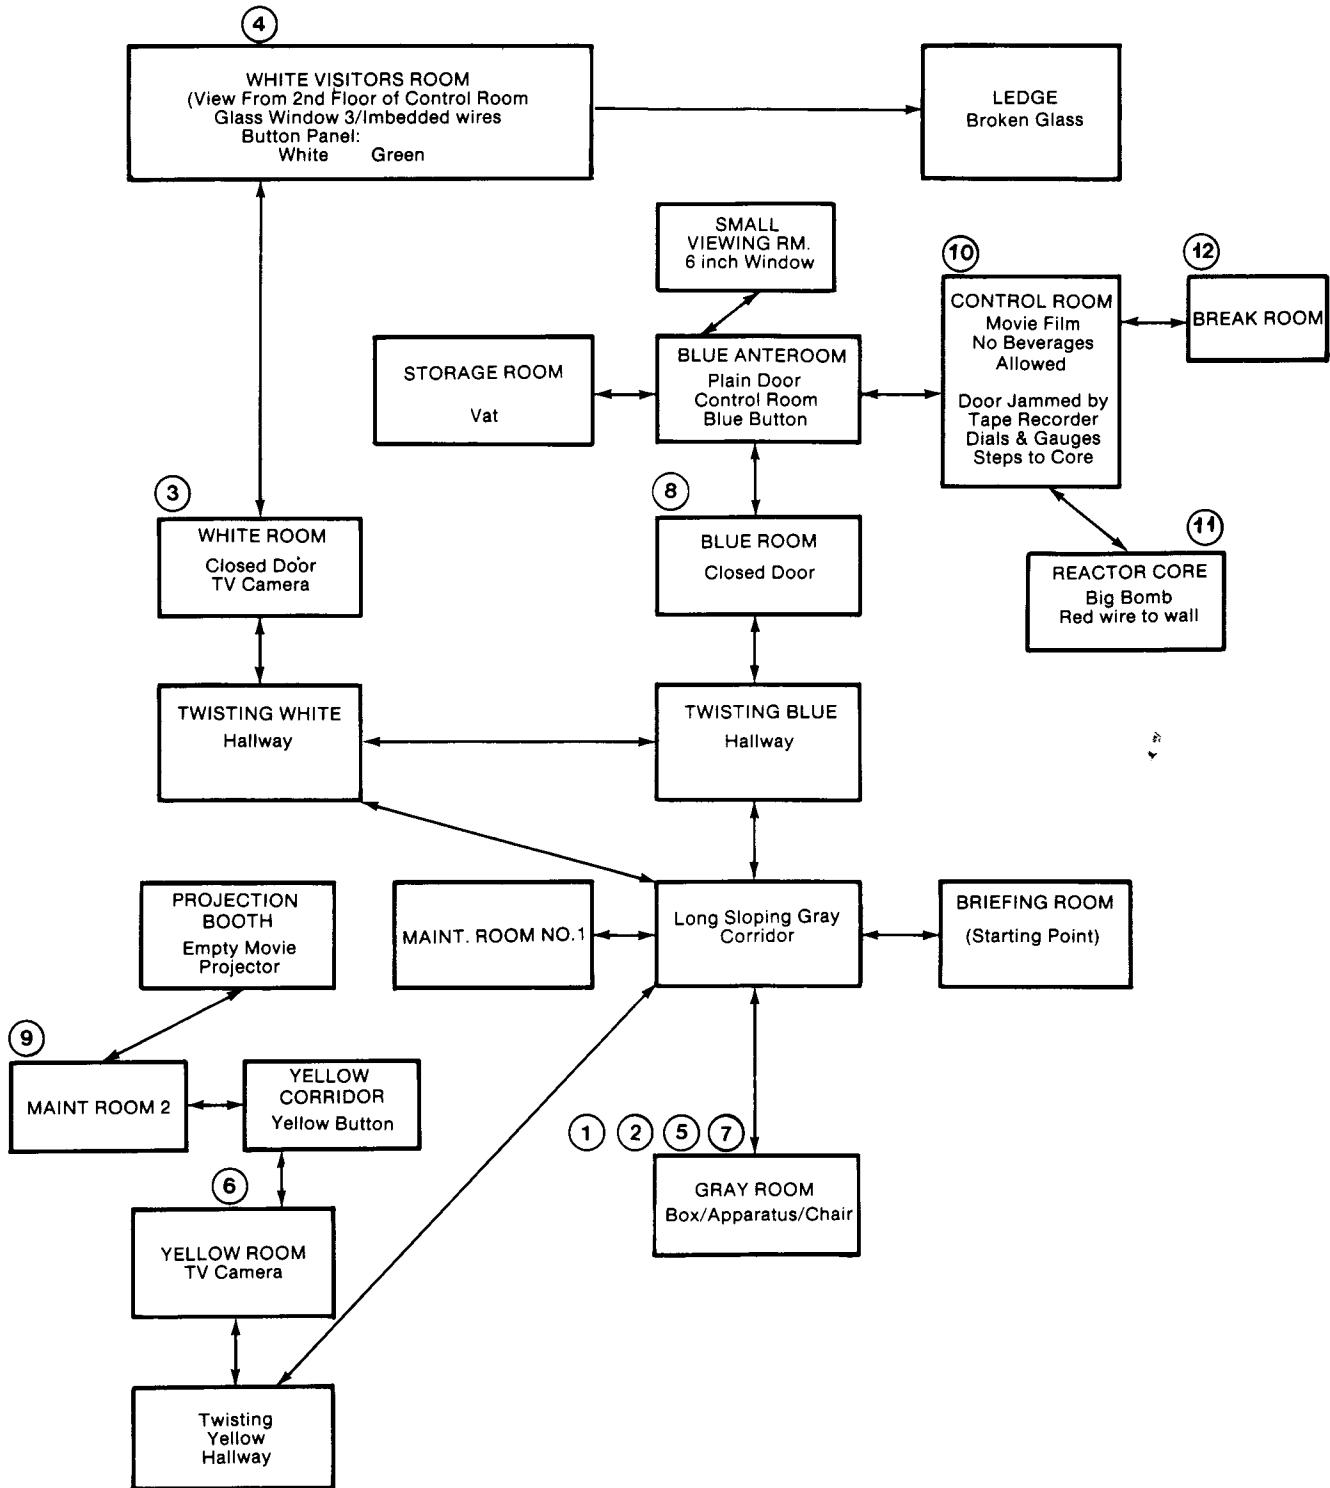 4
WHITE VISITORS ROOM
(View From 2nd Floor of Control Room
Glass Window 3/Imbedded wires
Button Panel:
White Green
LEDGE
Broken Glass
SMALL
VIEWING RM.
6 inch Window
10
CONTROL ROOM
Movie Film
No Beverages
Allowed
Door Jammed by
Tape Recorder
Dials & Gauges
Steps to Core
12
BREAK ROOM
STORAGE ROOM
Vat
BLUE ANTEROOM
Plain Door
Control Room
Blue Button
3
WHITE ROOM
Closed Door
TV Camera
8
BLUE ROOM
Closed Door
11
REACTOR CORE
Big Bomb
Red wire to wall
TWISTING WHITE
Hallway
TWISTING BLUE
Hallway
PROJECTION
BOOTH
Empty Movie
Projector
MAINT. ROOM NO.1
Long Sloping Gray
Corridor
BRIEFING ROOM
(Starting Point)
9
MAINT ROOM 2
YELLOW
CORRIDOR
Yellow Button
1 2 5 7
GRAY ROOM
Box/Apparatus/Chair
6
YELLOW ROOM
TV Camera
Twisting
Yellow
Hallway